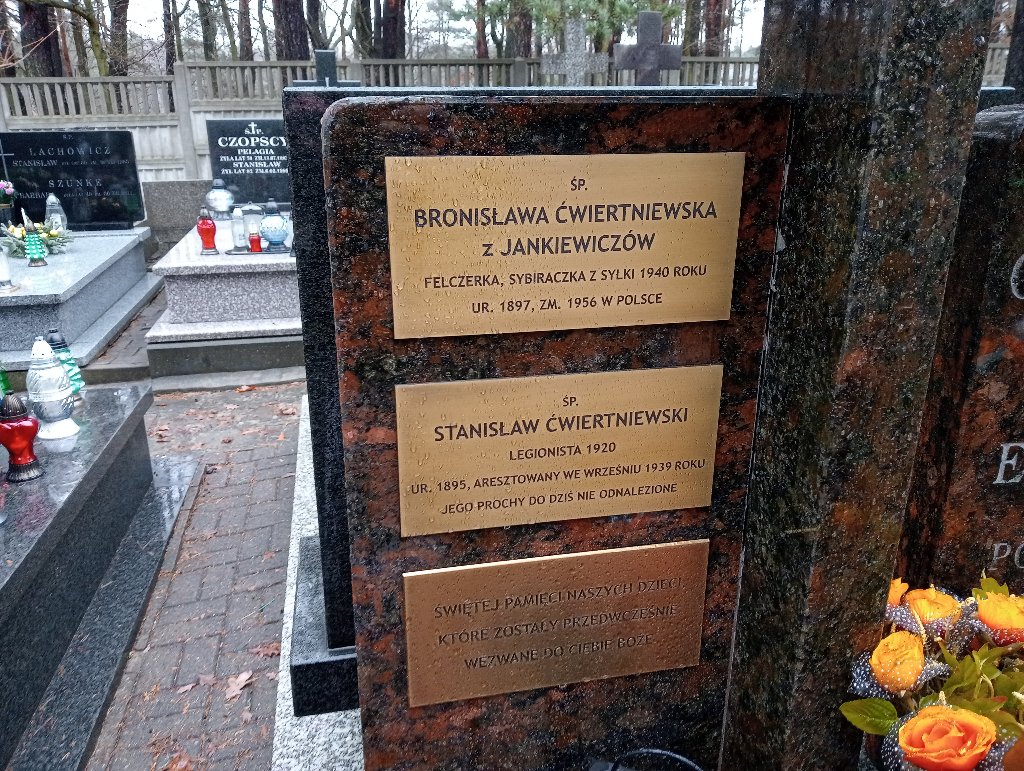 LACHOWICZ
STANISŁAW
SZUNKE
BARBARA
Ś.P.
CZOPSCY
PELAGIA
STANISŁAW
ŚP.
BRONISŁAWA ĆWIERTNIEWSKA
z JANKIEWICZÓW
FELCZERKA, SYBIRACZKA Z SYŁKI 1940 ROKU
UR. 1897, ZM. 1956 W POLSCE
ŚP.
STANISŁAW ĆWIERTNIEWSKI
LEGIONISTA 1920
UR. 1895, ARESZTOWANY WE WRZEŚNIU 1939 ROKU
JEGO PROCHY DO DZIŚ NIE ODNALEZIONE
ŚWIĘTEJ PAMIĘCI NASZYCH DZIECI,
KTÓRE ZOSTAŁY PRZEDWCZEŚNIE
WEZWANE DO CIEBIE BOŻE